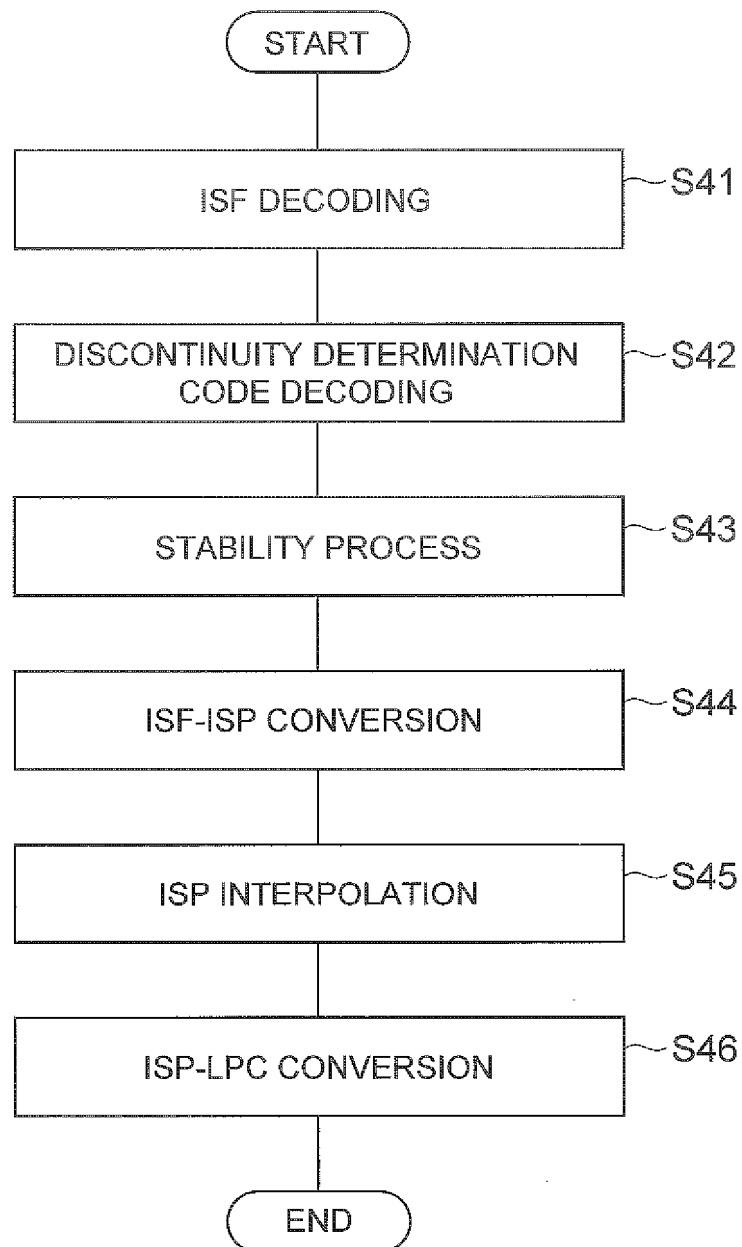 START
ISF DECODING
S41
DISCONTINUITY DETERMINATION
CODE DECODING
S42
STABILITY PROCESS
S43
ISF-ISP CONVERSION
S44
ISP INTERPOLATION
S45
ISP-LPC CONVERSION
S46
END